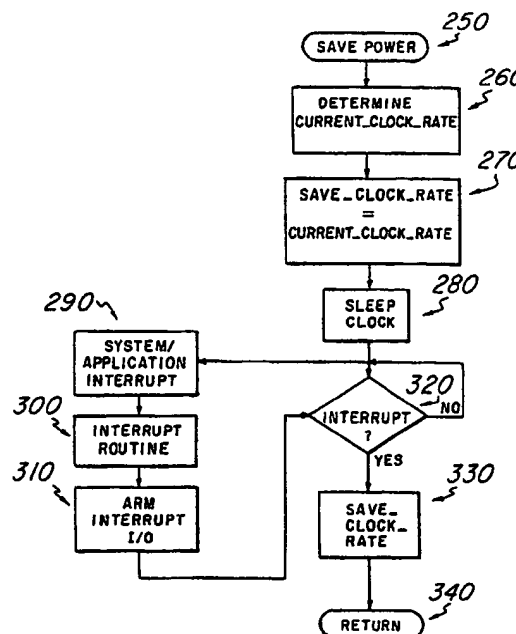 250
SAVE POWER
260
DETERMINE
CURRENT_CLOCK_RATE
270
SAVE_CLOCK_RATE
=
CURRENT_CLOCK_RATE
280
SLEEP
CLOCK
290
SYSTEM/
APPLICATION
INTERRUPT
300
INTERRUPT
ROUTINE
310
ARM
INTERRUPT
I/O
320
INTERRUPT
?
NO
YES
330
SAVE_
CLOCK_
RATE
340
RETURN